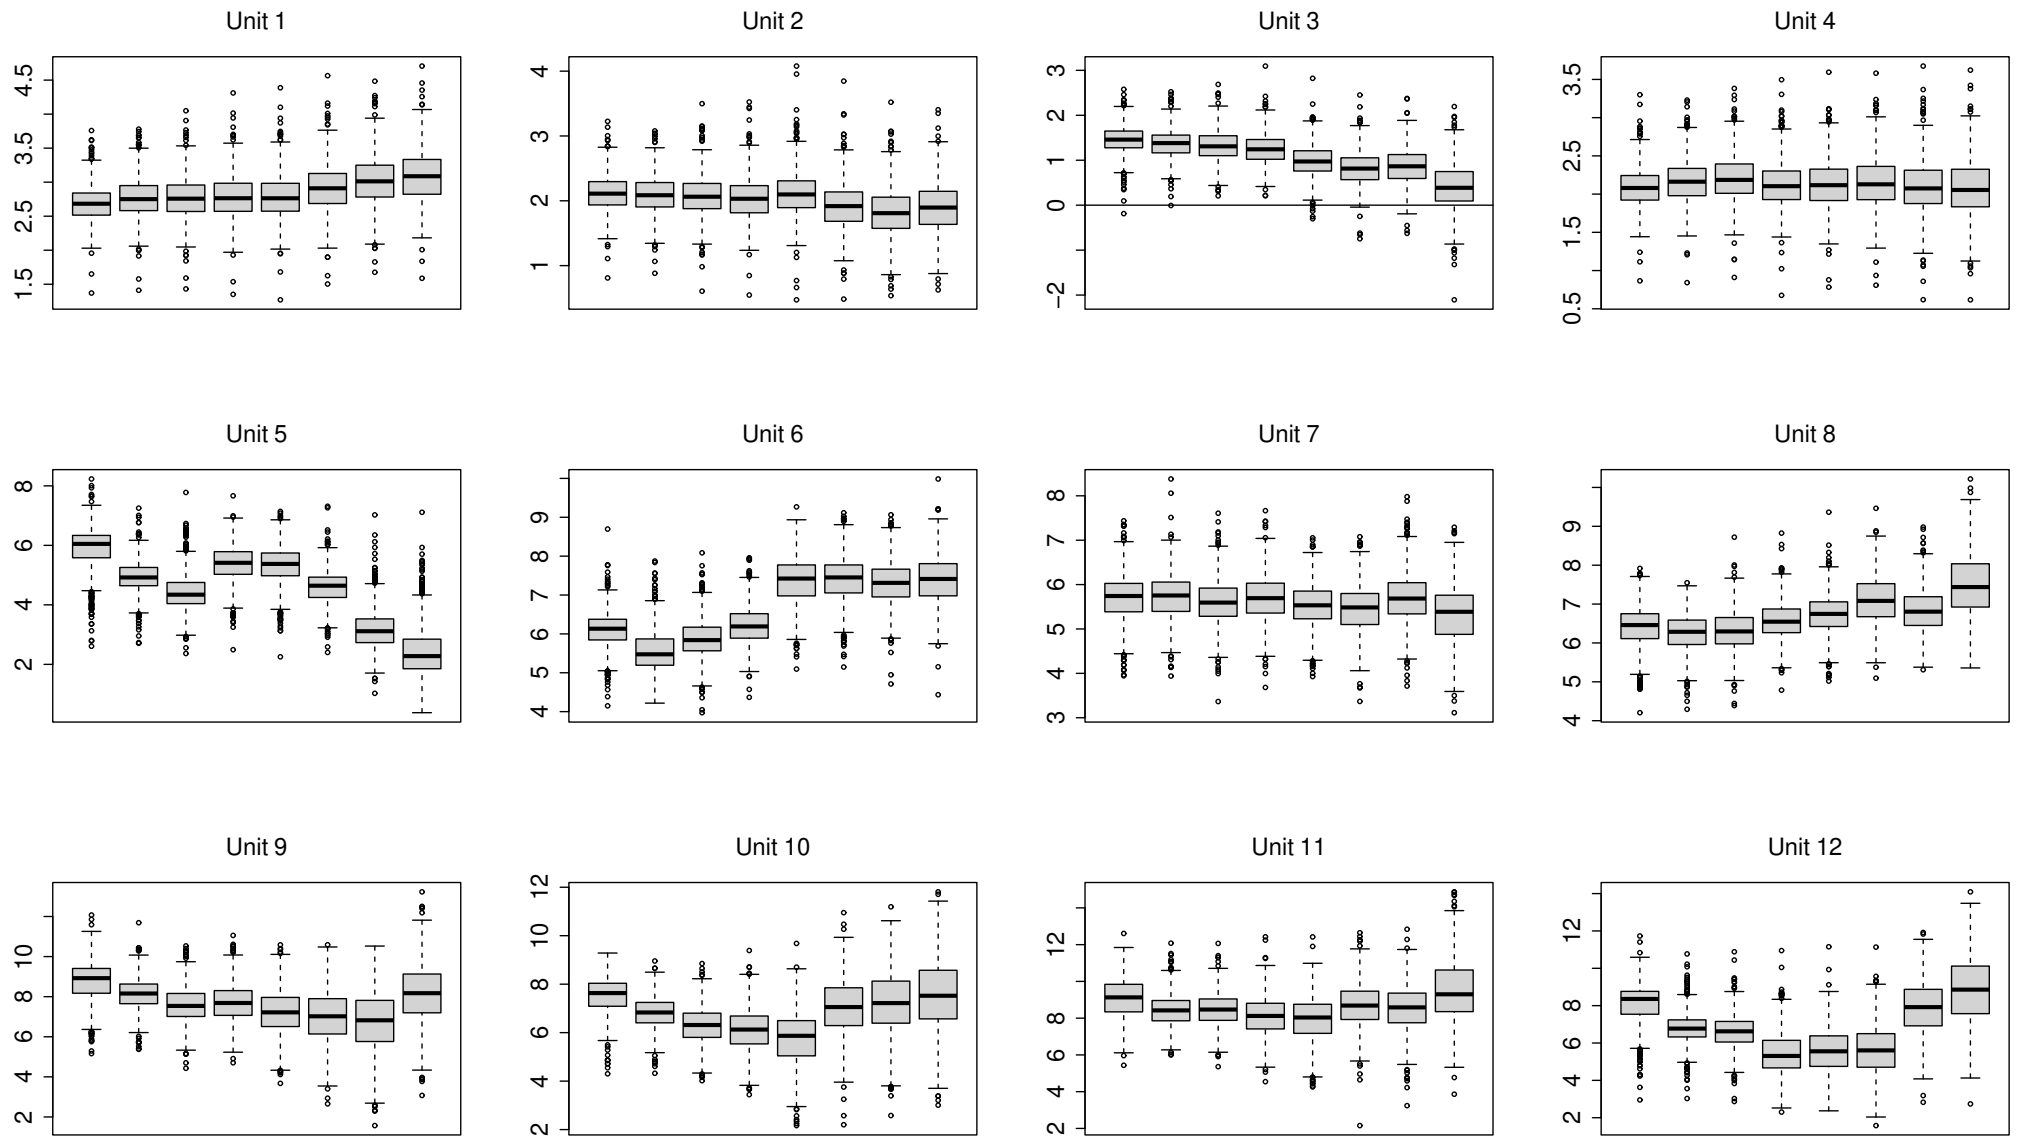 Unit 1 Unit 2 Unit 3 Unit 4
4.5 3.5 2.5 1.5
4 3 2 1
3 2 1 0 −2
3.5 2.5 1.5 0.5
Unit 5 Unit 6 Unit 7 Unit 8
8 6 4 2
9 8 7 6 5 4
8 7 6 5 4 3
9 8 7 6 5 4
Unit 9 Unit 10 Unit 11 Unit 12
10 8 6 4 2
12 10 8 6 4 2
12 8 6 4 2
12 8 6 4 2